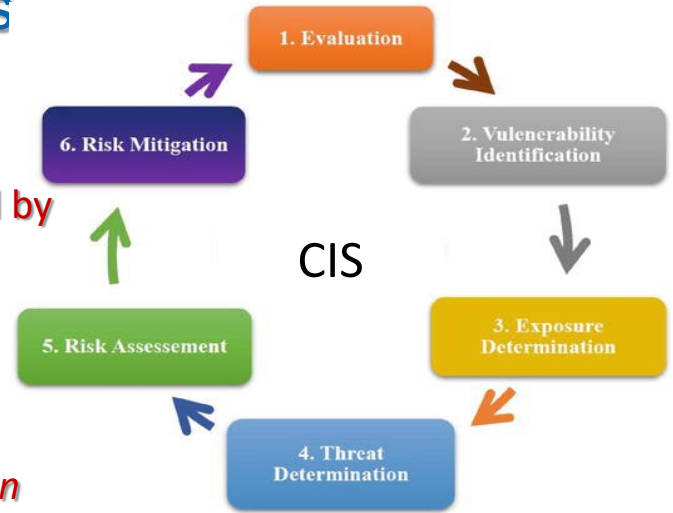 s
1. Evaluation
6. Risk Mitigation
2. Vulenerability
Identification
by
CIS
5. Risk Assessement
3. Exposure
Determination
4. Threat
Determination
n